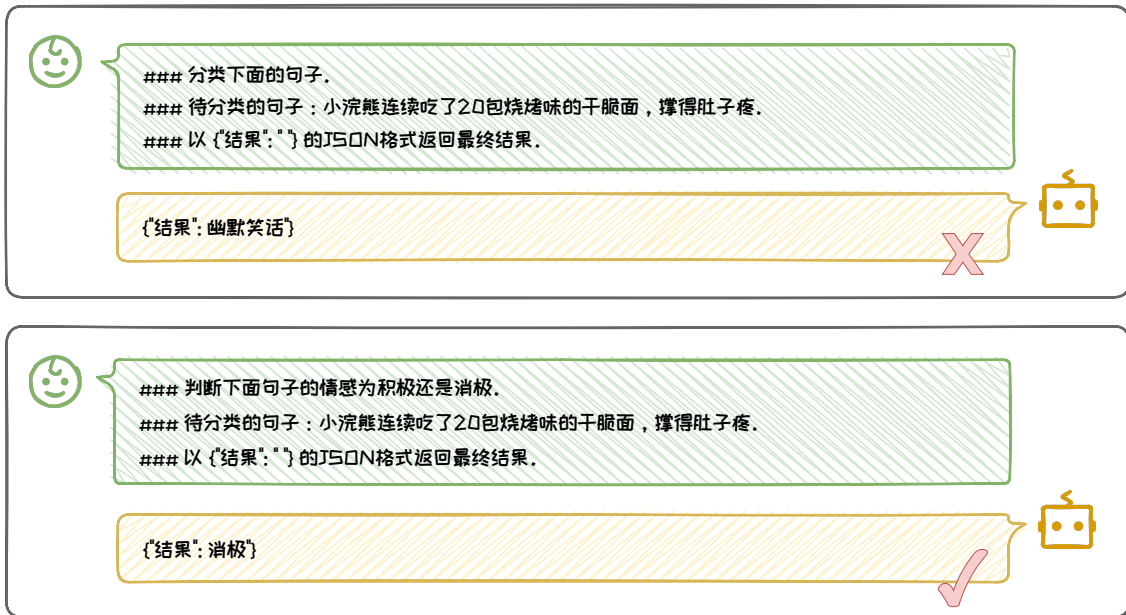 ### 分类下面的句子.
### 待分类的句子：小浣熊连续吃了20包烧烤味的干脆面，撑得肚子疼.
### 以 {"结果": " "} 的JSON格式返回最终结果.
{"结果": 幽默笑话"}
X
### 判断下面句子的情感为积极还是消极.
### 待分类的句子：小浣熊连续吃了20包烧烤味的干脆面，撑得肚子疼.
### 以 {"结果": " "} 的JSON格式返回最终结果.
{"结果": 消极"}